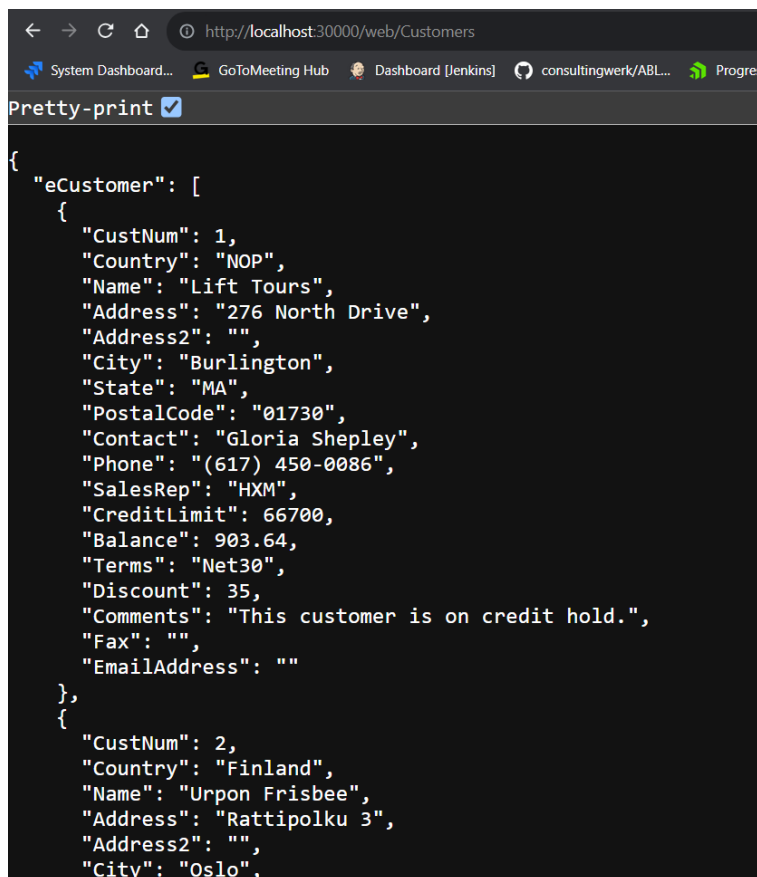 http://localhost:30000/web/Customers
System Dashboard... GoToMeeting Hub Dashboard [Jenkins] consultingwerk/ABL... Progres
Pretty-print
{
"eCustomer": [
{
"CustNum": 1,
"Country": "NOP",
"Name": "Lift Tours",
"Address": "276 North Drive",
"Address2": "",
"City": "Burlington",
"State": "MA",
"PostalCode": "01730",
"Contact": "Gloria Shepley",
"Phone": "(617) 450-0086",
"SalesRep": "HXM",
"CreditLimit": 66700,
"Balance": 903.64,
"Terms": "Net30",
"Discount": 35,
"Comments": "This customer is on credit hold.",
"Fax": "",
"EmailAddress": ""
},
{
"CustNum": 2,
"Country": "Finland",
"Name": "Urpon Frisbee",
"Address": "Rattipolku 3",
"Address2": "",
"City": "Oslo",